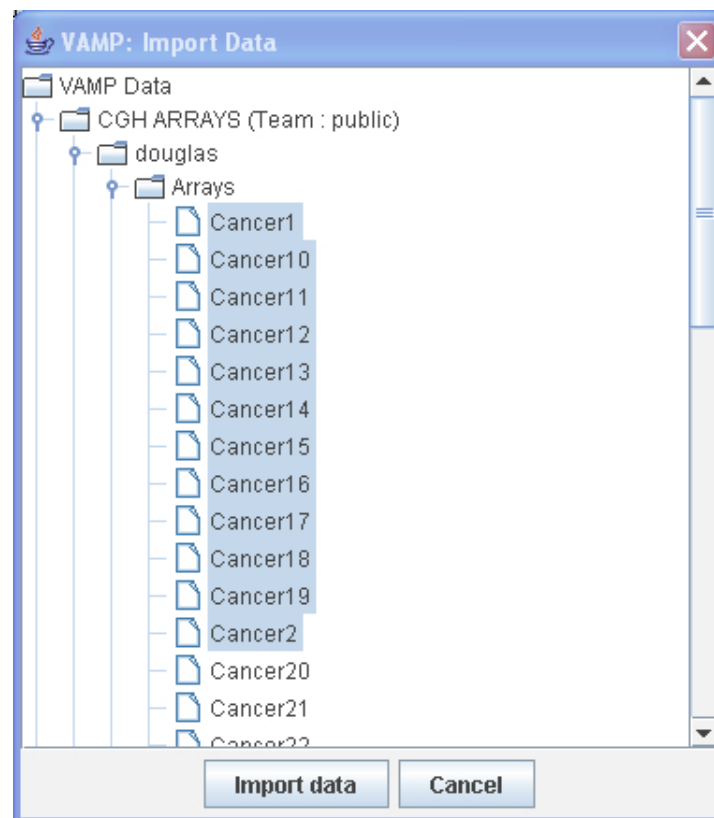 VAMP: Import Data
VAMP Data
CGH ARRAYS (Team : public)
douglas
Arrays
Cancer1
Cancer10
Cancer11
Cancer12
Cancer13
Cancer14
Cancer15
Cancer16
Cancer17
Cancer18
Cancer19
Cancer2
Cancer20
Cancer21
Cancer22
Import data Cancel